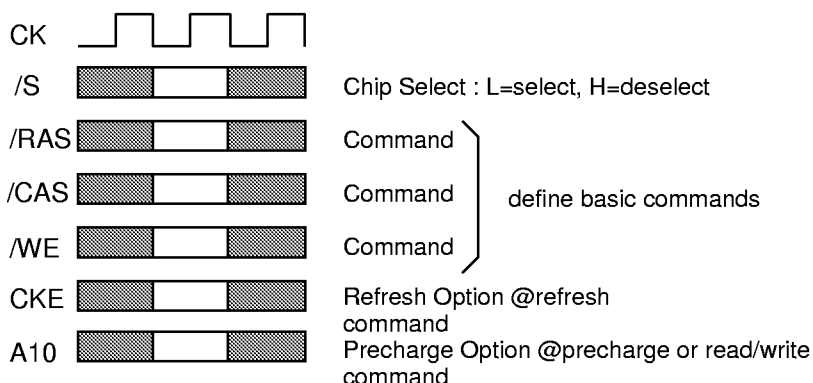 CK
/S Chip Select : L=select, H=deselect
/RAS Command
/CAS Command define basic commands
/WE Command
CKE Refresh Option @refresh
command
A10 Precharge Option @precharge or read/write
command